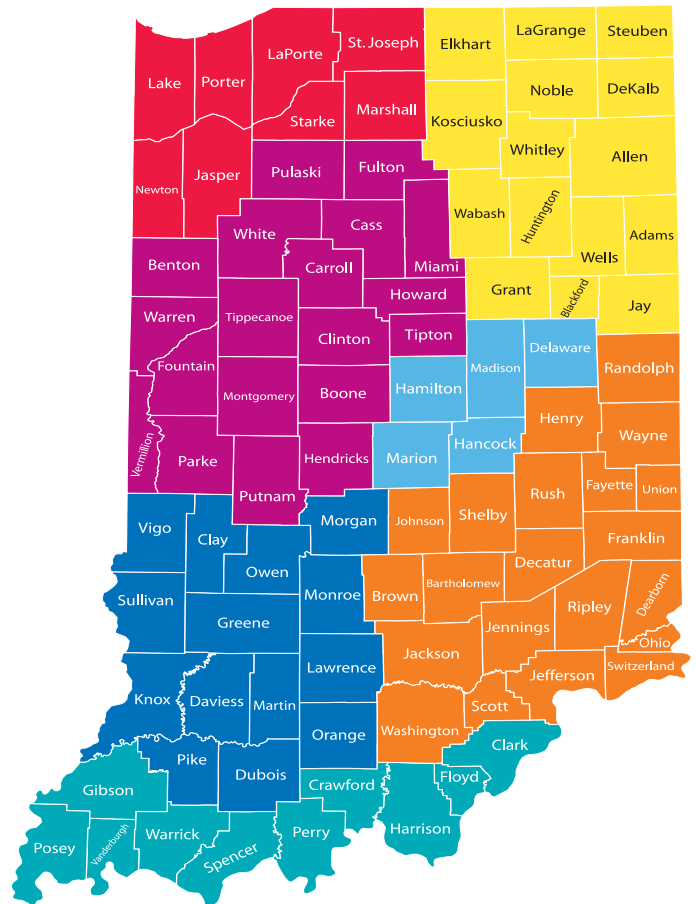 St. Joseph
LaGrange
Steuben
Elkhart
LaPorte
Lake
Porter
Noble
DeKalb
Marshall
Starke
Kosciusko
Whitley
Allen
Fulton
Pulaski
Jasper
Newton
Wabash
Huntington
Cass
White
Adams
Wells
Benton
Carroll
Miami
Grant
Blackford
Howard
Jay
Warren
Tippecanoe
Clinton
Tipton
Delaware
Madison
Fountain
Randolph
Hamilton
Boone
Montgomery
Henry
Wayne
Hancock
Vermillion
Parke
Hendricks
Marion
Putnam
Rush
Fayette
Union
Shelby
Morgan
Johnson
Vigo
Clay
Franklin
Owen
Decatur
Bartholomew
Brown
Monroe
Sullivan
Dearborn
Ripley
Greene
Jennings
Ohio
Jackson
Lawrence
Switzerland
Jefferson
Knox
Daviess
Martin
Scott
Washington
Orange
Clark
Pike
Dubois
Floyd
Crawford
Gibson
Harrison
Perry
Warrick
Vanderburgh
Posey
Spencer